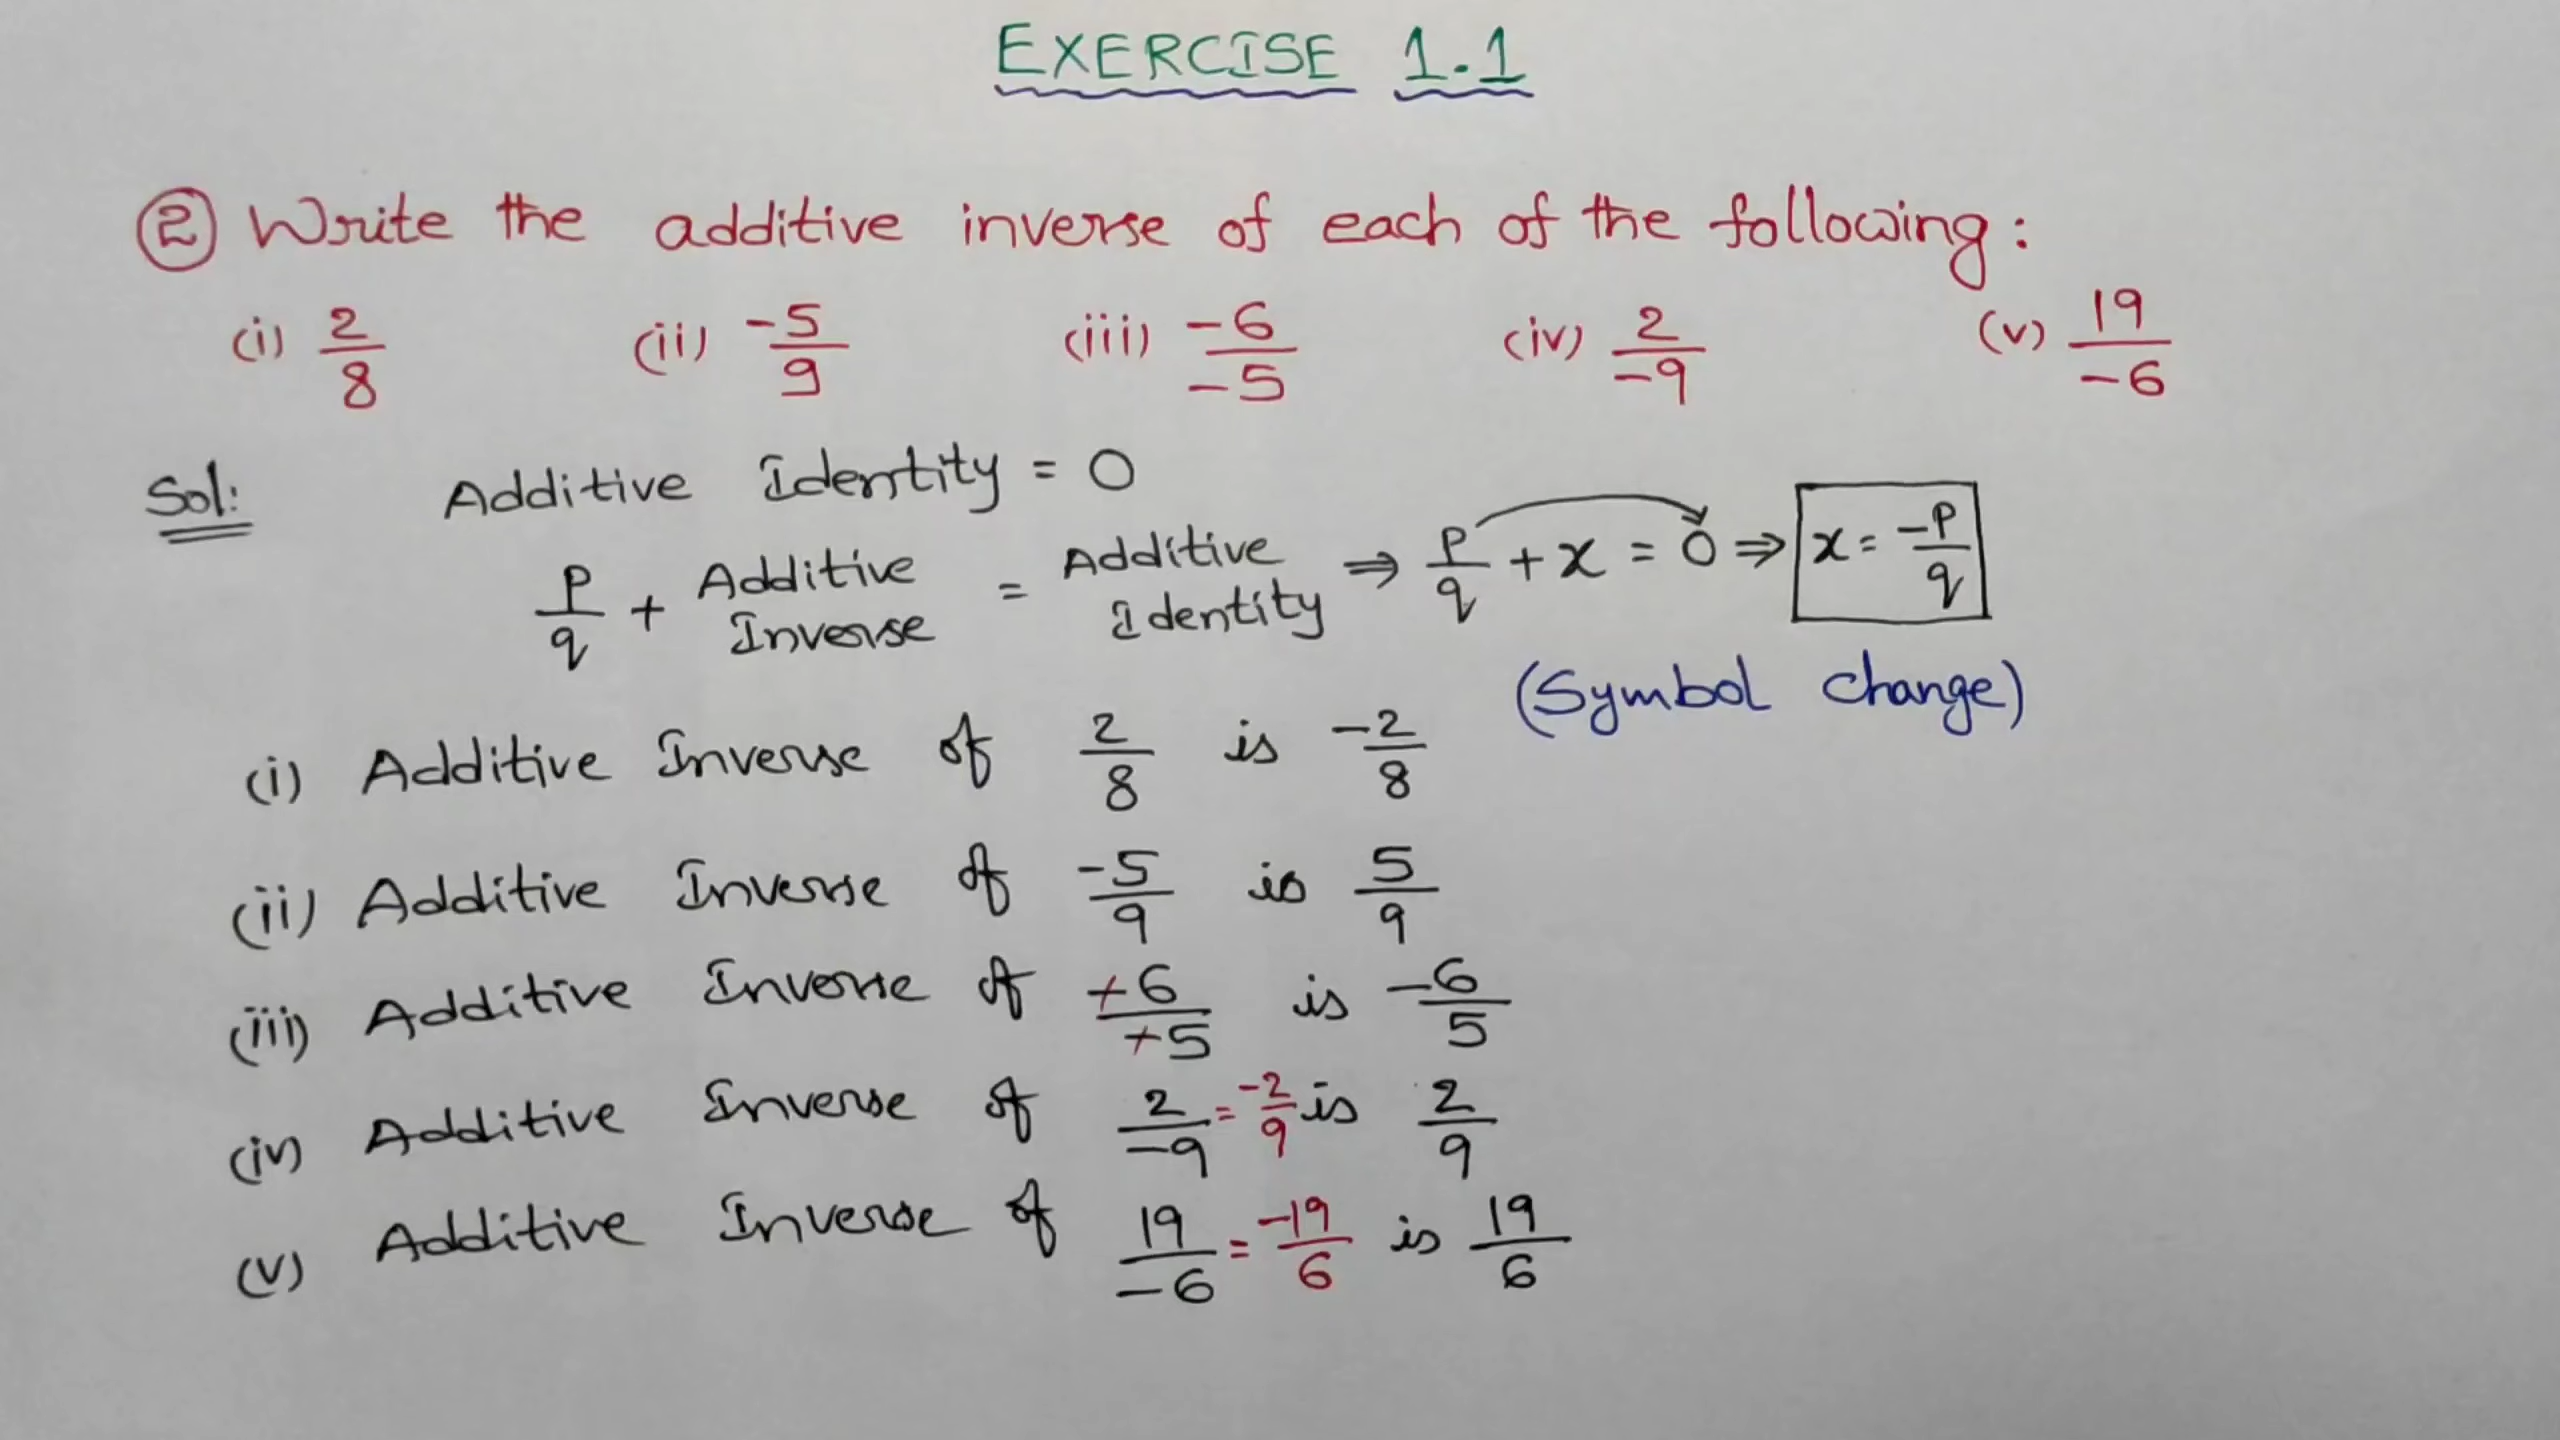 EXERCISE 1.1
② Write the additive inverse of each of the following:
(i) 2/8 (ii) -5/9 (iii) -6/-5 (iv) 2/-9 (v) 19/-6
Sol: Additive Identity = 0
p/q + Additive Inverse = Additive Identity ⇒ p/q + x = 0 ⇒ x = -p/q
(Symbol change)
(i) Additive Inverse of 2/8 is -2/8
(ii) Additive Inverse of -5/9 is 5/9
(iii) Additive Inverse of +6/+5 is -6/5
(iv) Additive Inverse of 2/-9 = -2/9 is 2/9
(v) Additive Inverse of 19/-6 = -19/6 is 19/6